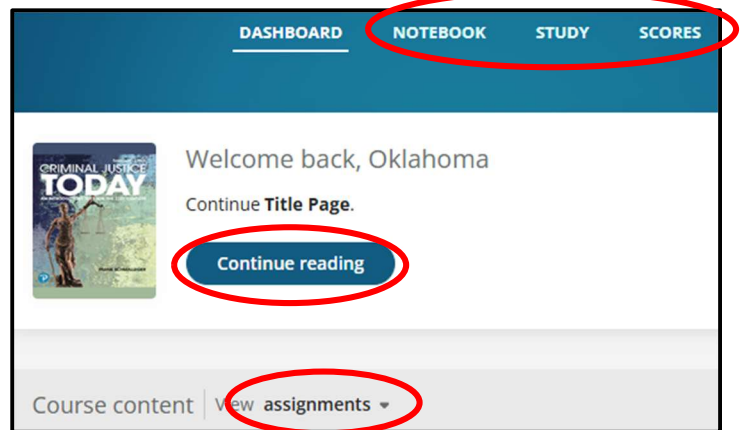 DASHBOARD NOTEBOOK STUDY SCORES
CRIMINAL JUSTICE
TODAY
Welcome back, Oklahoma
Continue Title Page.
Continue reading
Course content View assignments